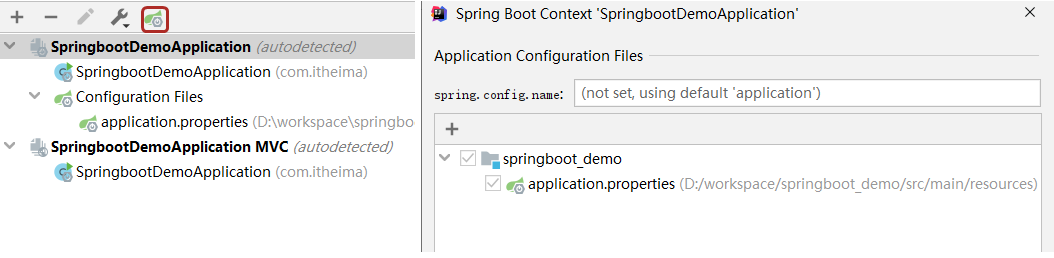 SpringbootDemoApplication (autodetected)
SpringbootDemoApplication (com.itheima)
Configuration Files
application.properties (D:\workspace\springbo
SpringbootDemoApplication MVC (autodetected)
SpringbootDemoApplication (com.itheima)
Spring Boot Context 'SpringbootDemoApplication'
Application Configuration Files
spring.config.name: (not set, using default 'application')
springboot_demo
application.properties (D:/workspace/springboot_demo/src/main/resources)